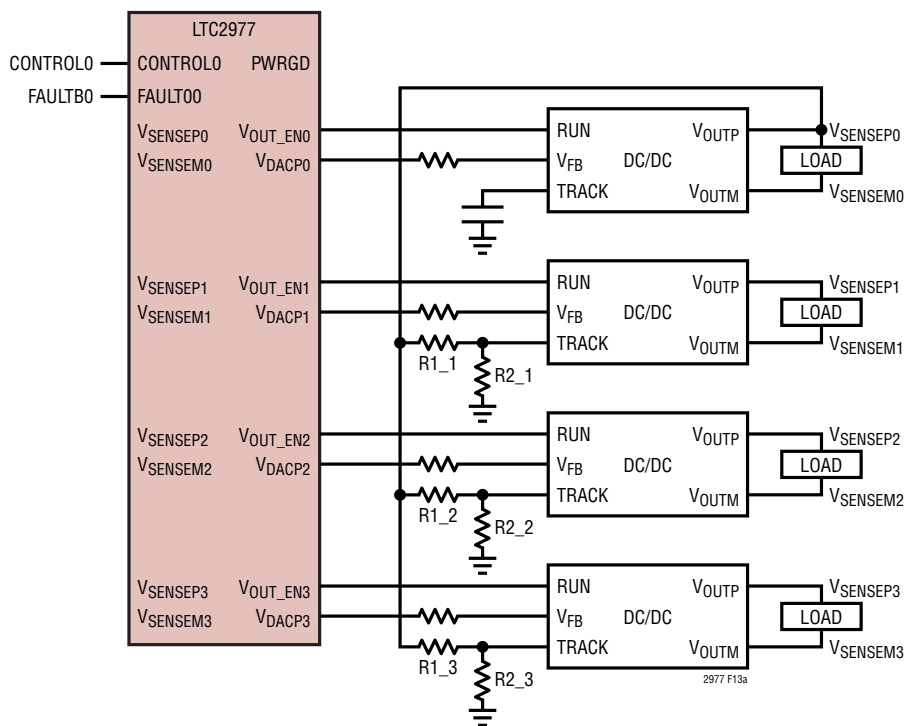 LTC2977
CONTROL0 CONTROL0 PWRGD
FAULTB0 FAULT00
VSENSEP0 VOUT_EN0 RUN VOUTP VSENSEP0
VSENSEM0 VDACP0 VFB DC/DC LOAD
TRACK VOUTM VSENSEM0
VSENSEP1 VOUT_EN1 RUN VOUTP VSENSEP1
VSENSEM1 VDACP1 VFB DC/DC LOAD
TRACK VOUTM VSENSEM1
R1_1
R2_1
VSENSEP2 VOUT_EN2 RUN VOUTP VSENSEP2
VSENSEM2 VDACP2 VFB DC/DC LOAD
TRACK VOUTM VSENSEM2
R1_2
R2_2
VSENSEP3 VOUT_EN3 RUN VOUTP VSENSEP3
VSENSEM3 VDACP3 VFB DC/DC LOAD
TRACK VOUTM VSENSEM3
R1_3
R2_3
2977 F13a